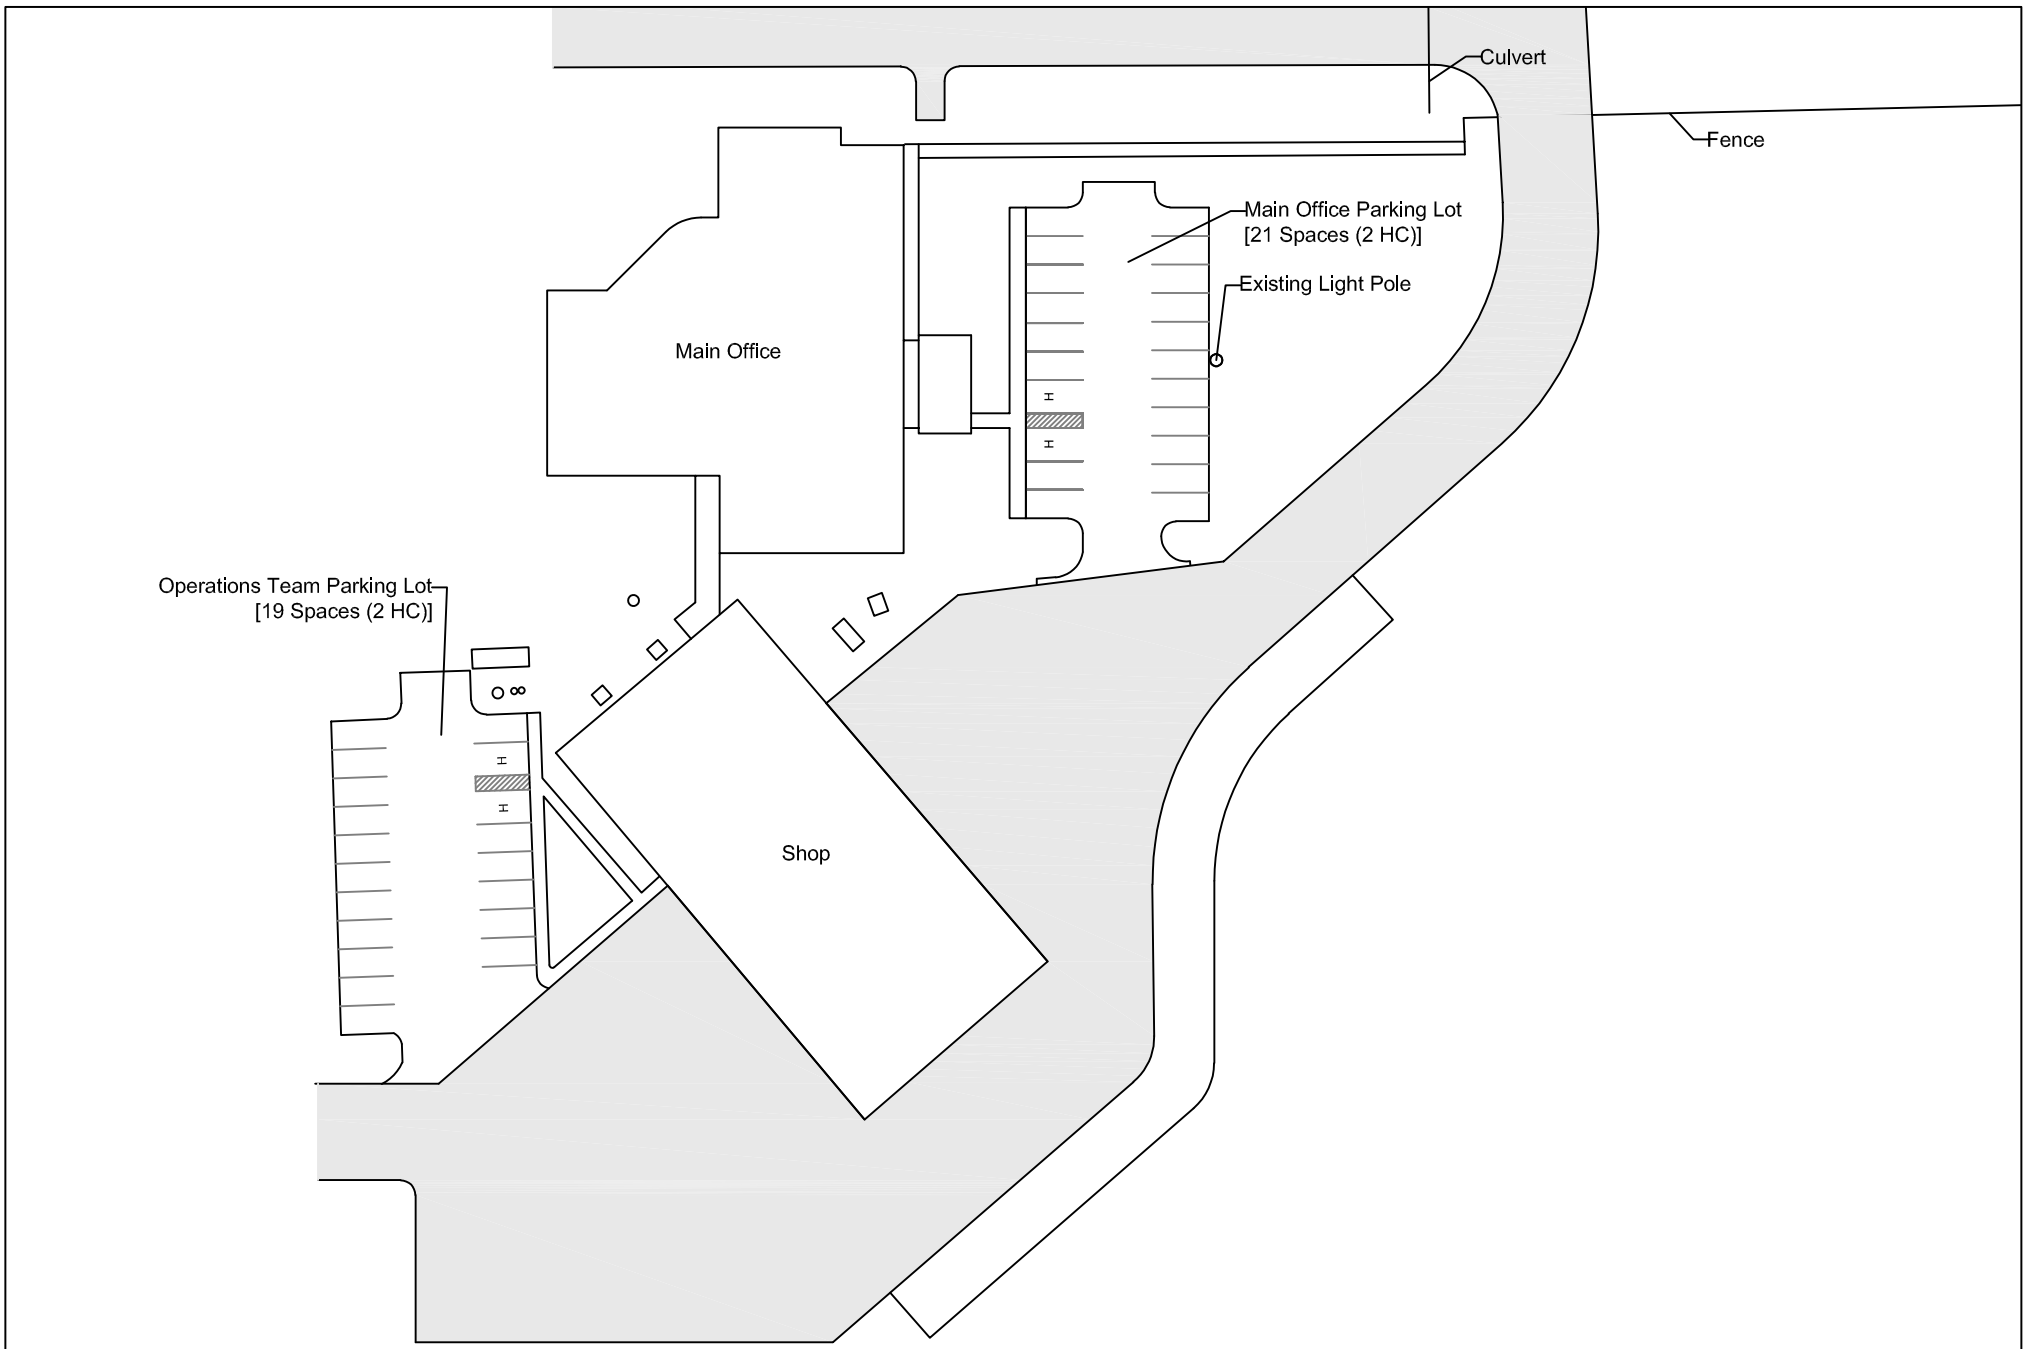 Culvert
Fence
Main Office Parking Lot
[21 Spaces (2 HC)]
Existing Light Pole
Main Office
H
H
Operations Team Parking Lot
[19 Spaces (2 HC)]
H
H
Shop